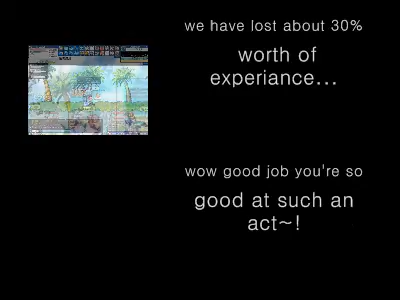 we have lost about 30%
worth of
experiance...
wow good job you're so
good at such an
act~!